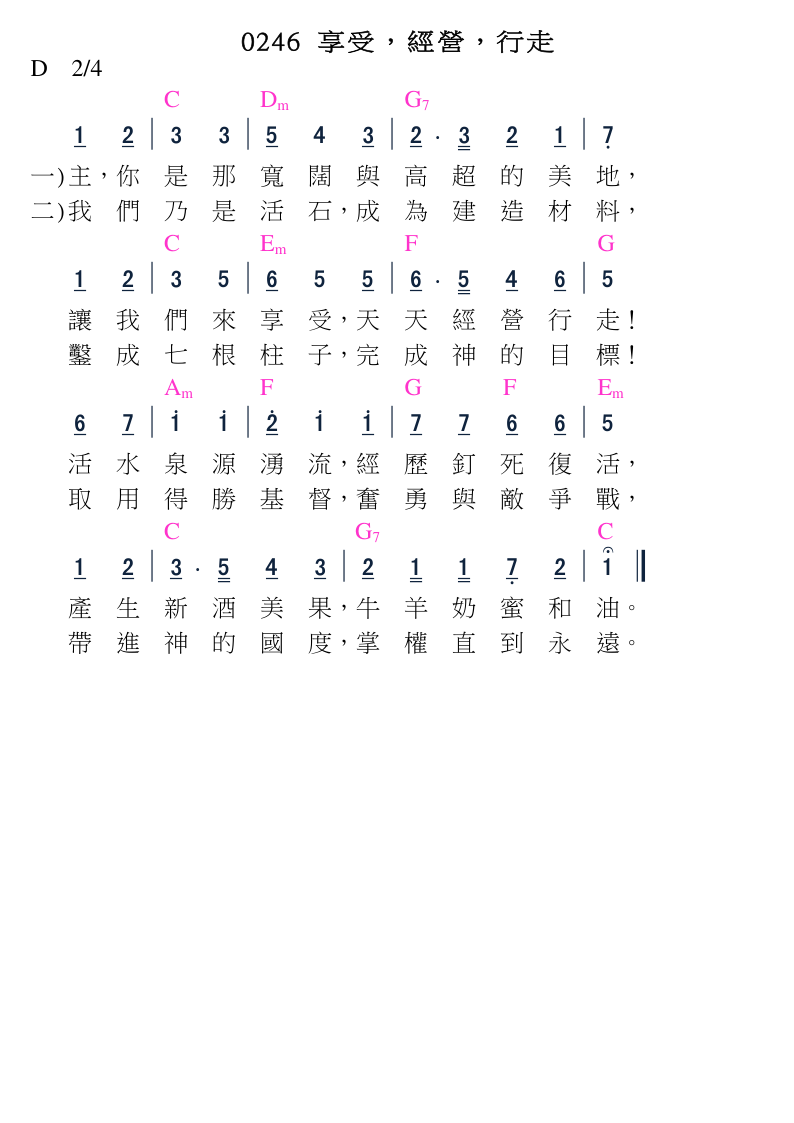 0246 享受，經營，行走
D 2/4
C Dm G7
1 2 | 3 3 | 5 4 3 | 2 · 3 2 1 | 7
一)主，你 是 那 寬 闊 與 高 超 的 美 地，
二)我 們 乃 是 活 石，成 為 建 造 材 料，
C Em F G
1 2 | 3 5 | 6 5 5 | 6 · 5 4 6 | 5
讓 我 們 來 享 受，天 天 經 營 行 走！
鑿 成 七 根 柱 子，完 成 神 的 目 標！
Am F G F Em
6 7 | 1 1 | 2 1 1 | 7 7 6 6 | 5
活 水 泉 源 湧 流，經 歷 釘 死 復 活，
取 用 得 勝 基 督，奮 勇 與 敵 爭 戰，
C G7 C
1 2 | 3 · 5 4 3 | 2 1 1 7 2 | 1
產 生 新 酒 美 果，牛 羊 奶 蜜 和 油。
帶 進 神 的 國 度，掌 權 直 到 永 遠。